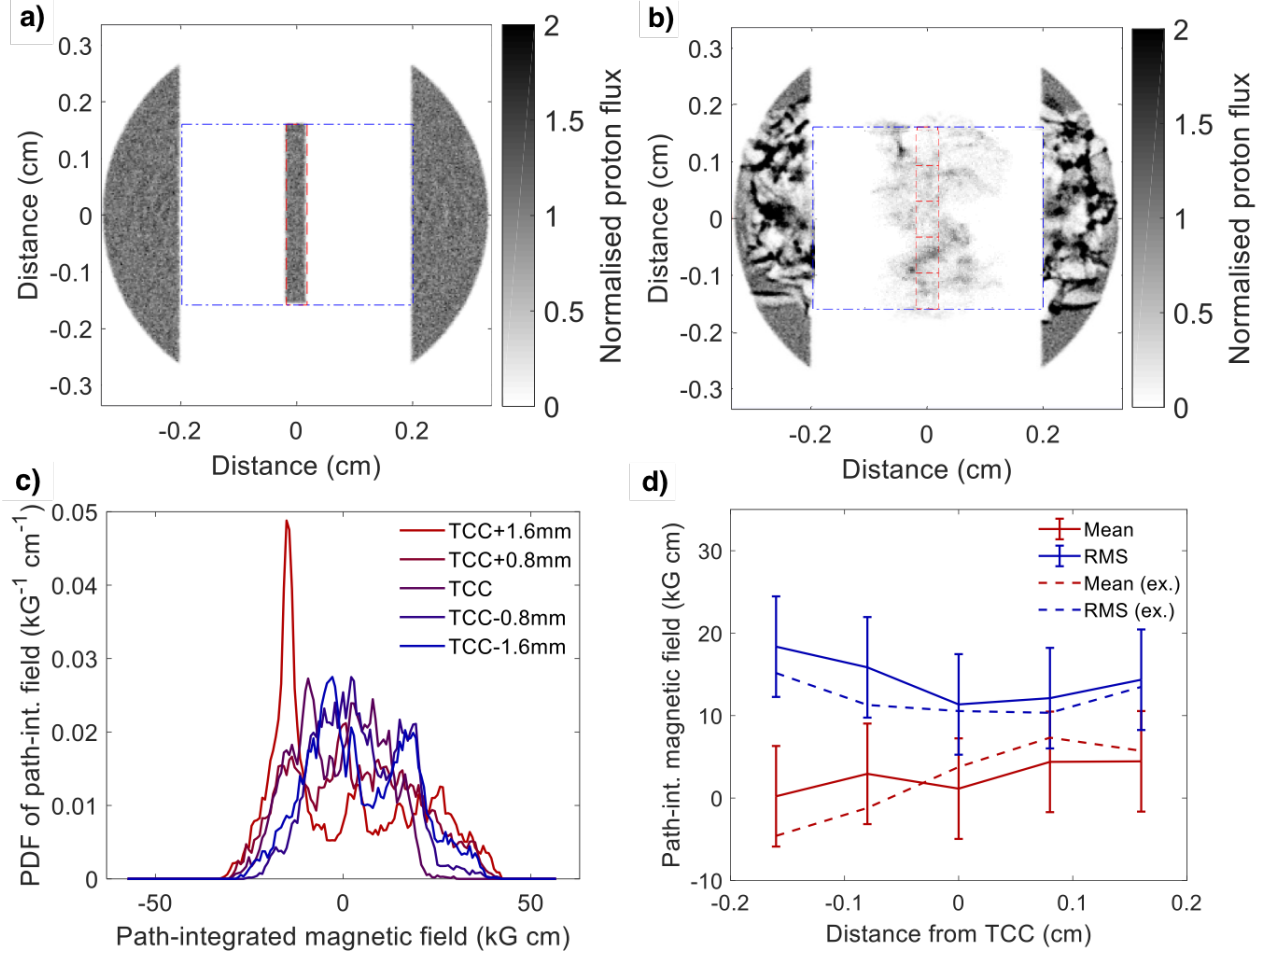 a)
0.3
0.2
0.1
0
-0.1
-0.2
-0.3
Distance (cm)
-0.2
0
0.2
Distance (cm)
2
1.5
1
0.5
0
Normalised proton flux
b)
0.3
0.2
0.1
0
-0.1
-0.2
-0.3
Distance (cm)
-0.2
0
0.2
Distance (cm)
2
1.5
1
0.5
0
Normalised proton flux
c)
0.05
0.04
0.03
0.02
0.01
0
PDF of path-int. field (kG⁻¹ cm⁻¹)
TCC+1.6mm
TCC+0.8mm
TCC
TCC-0.8mm
TCC-1.6mm
-50
0
50
Path-integrated magnetic field (kG cm)
d)
30
20
10
0
-10
Path-int. magnetic field (kG cm)
Mean
RMS
Mean (ex.)
RMS (ex.)
-0.2
-0.1
0
0.1
0.2
Distance from TCC (cm)